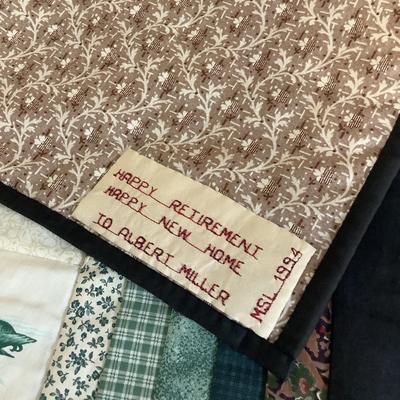 HAPPY RETIREMENT
HAPPY NEW HOME
TO ALBERT MILLER
MSL 1994